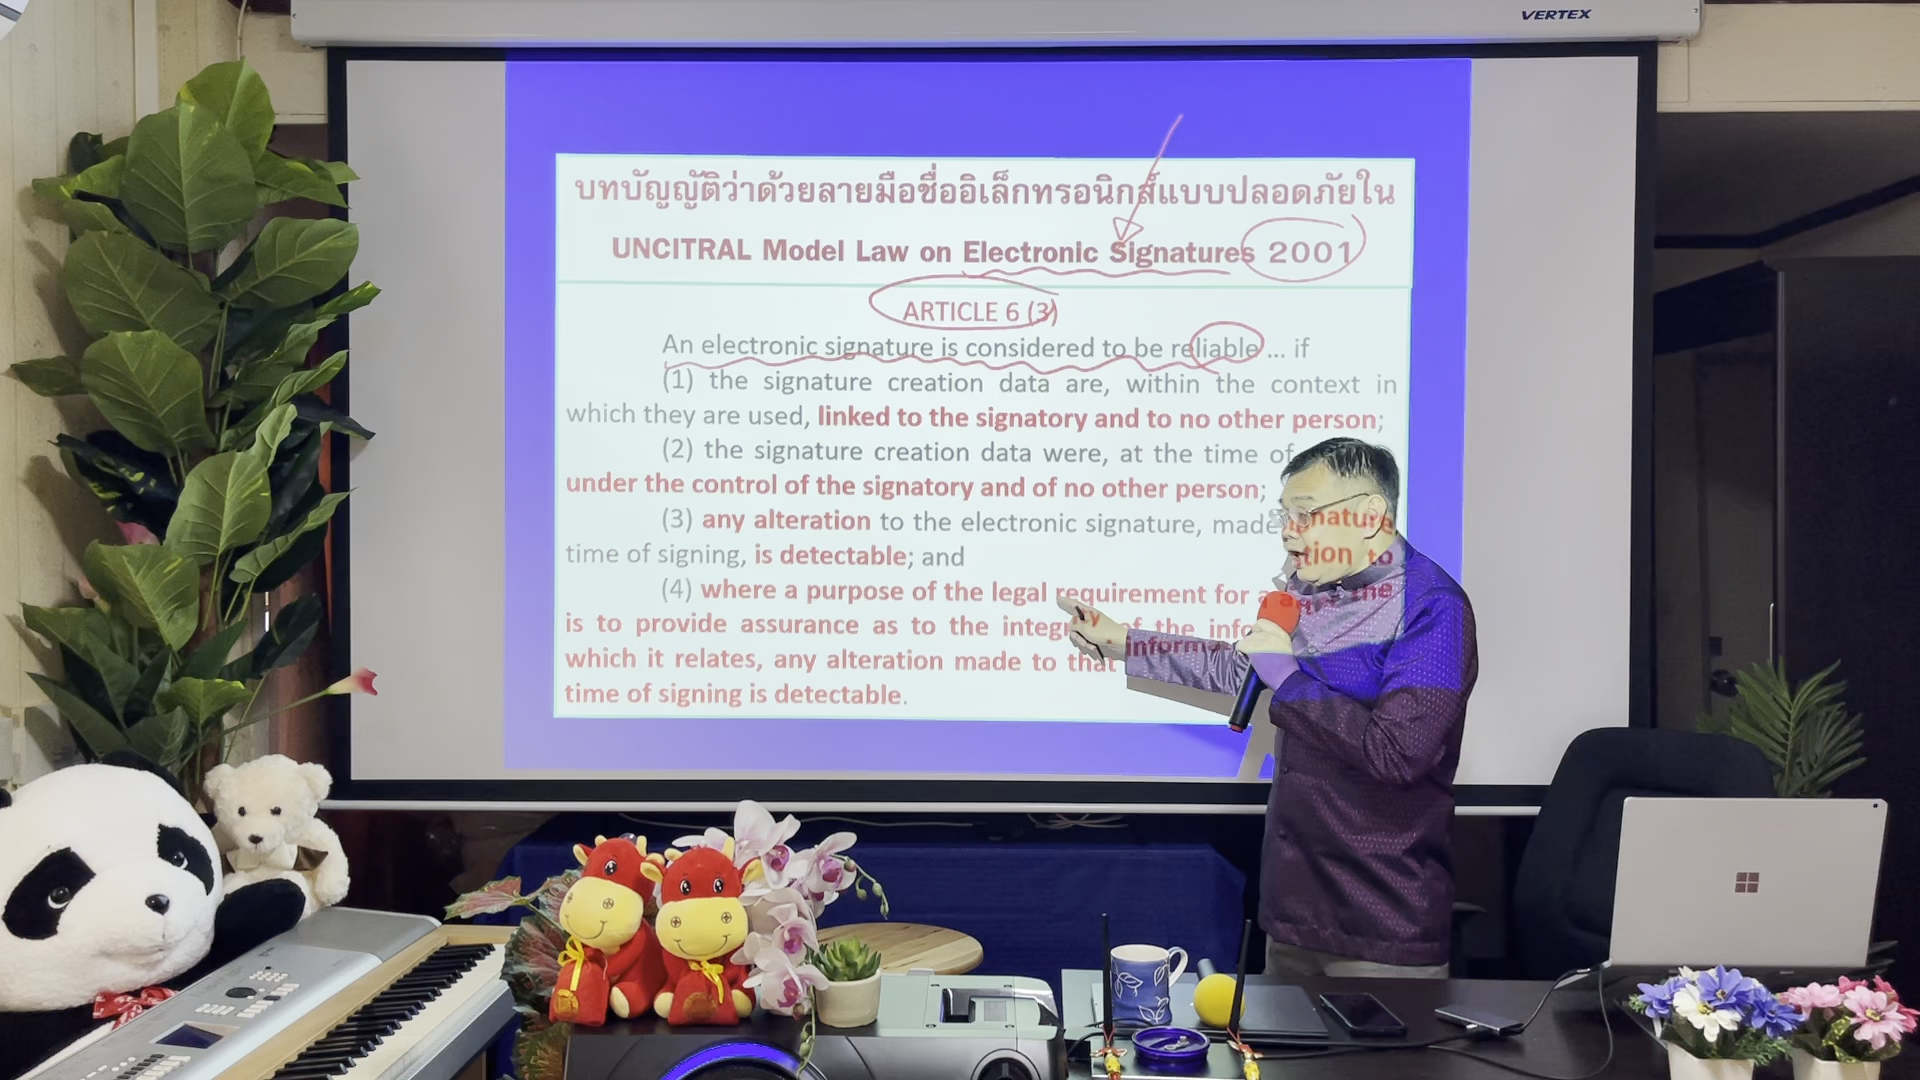 VERTEX
บทบัญญัติว่าด้วยลายมือชื่ออิเล็กทรอนิกส์แบบปลอดภัยใน
UNCITRAL Model Law on Electronic Signatures 2001
ARTICLE 6 (3)
An electronic signature is considered to be reliable ... if
(1) the signature creation data are, within the context in
which they are used, linked to the signatory and to no other person;
(2) the signature creation data were, at the time of
under the control of the signatory and of no other person;
(3) any alteration to the electronic signature, made
time of signing, is detectable; and
(4) where a purpose of the legal requirement for a
is to provide assurance as to the of the
which it relates, any alteration made to that
time of signing is detectable.